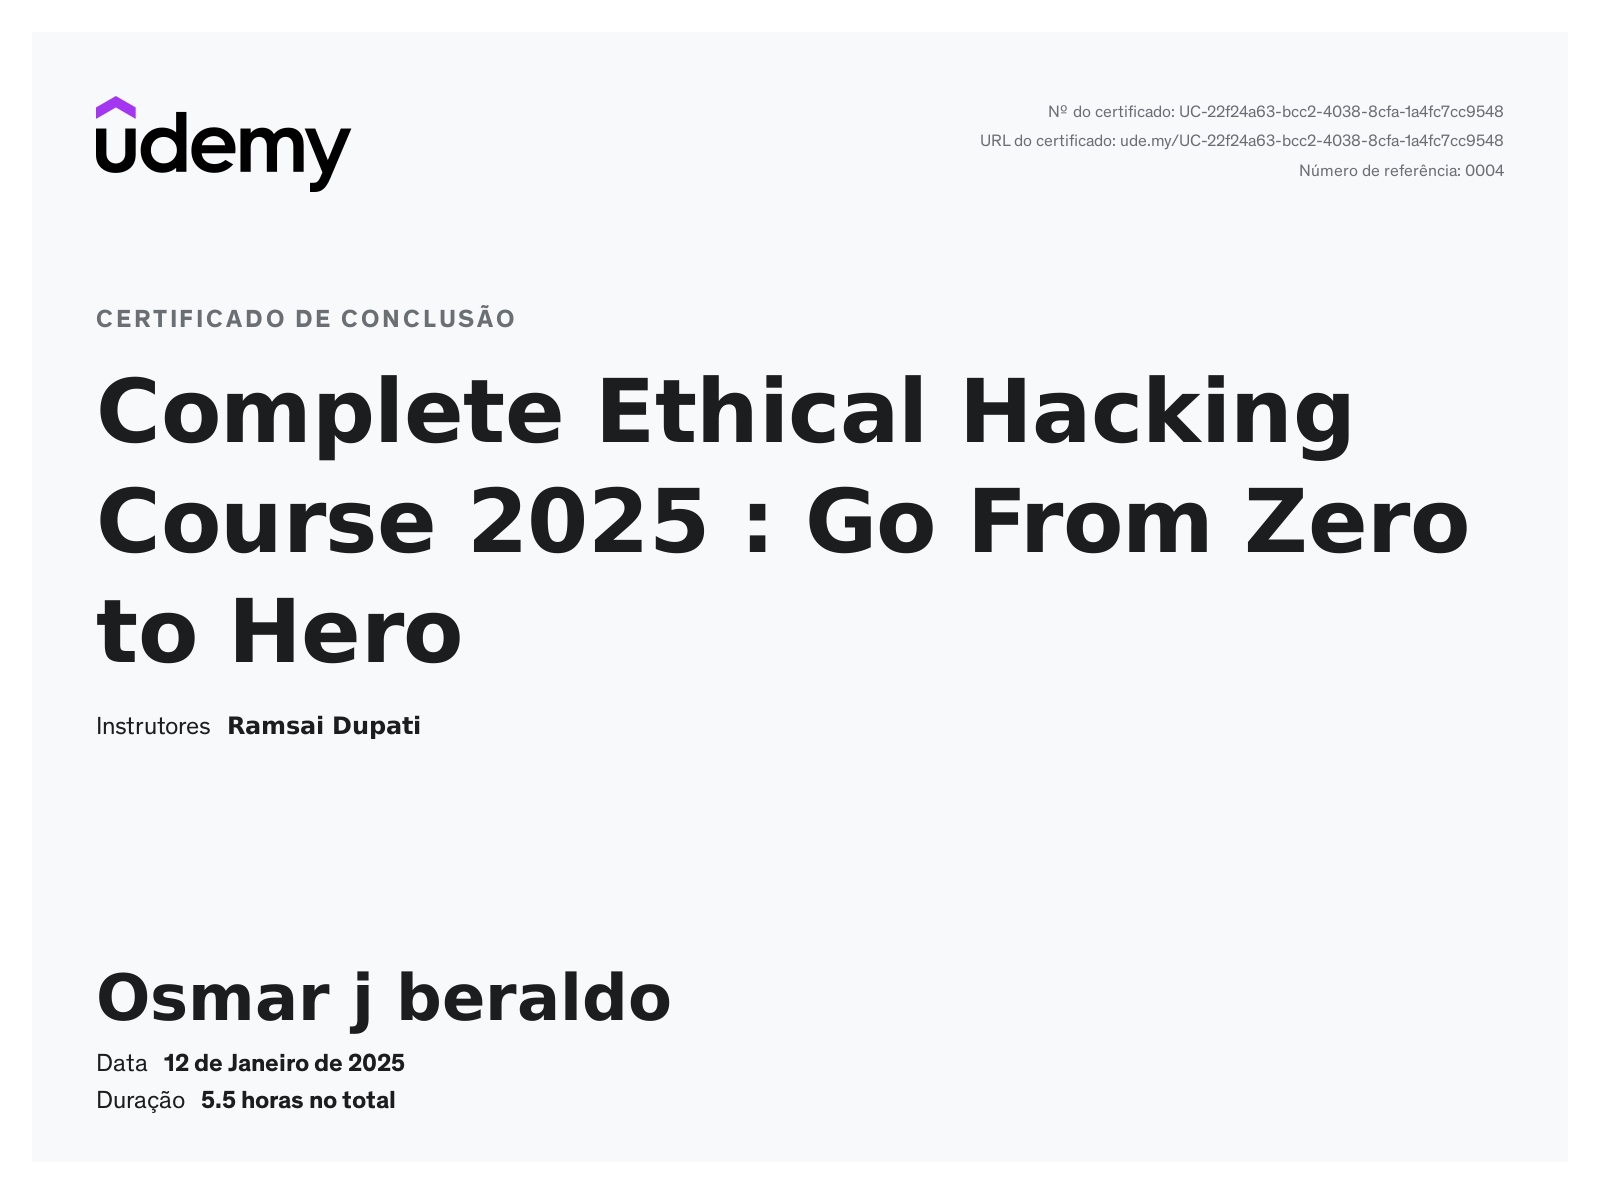 udemy
Nº do certificado: UC-22f24a63-bcc2-4038-8cfa-1a4fc7cc9548
URL do certificado: ude.my/UC-22f24a63-bcc2-4038-8cfa-1a4fc7cc9548
Número de referência: 0004
CERTIFICADO DE CONCLUSÃO
Complete Ethical Hacking
Course 2025 : Go From Zero
to Hero
Instrutores Ramsai Dupati
Osmar j beraldo
Data 12 de Janeiro de 2025
Duração 5.5 horas no total